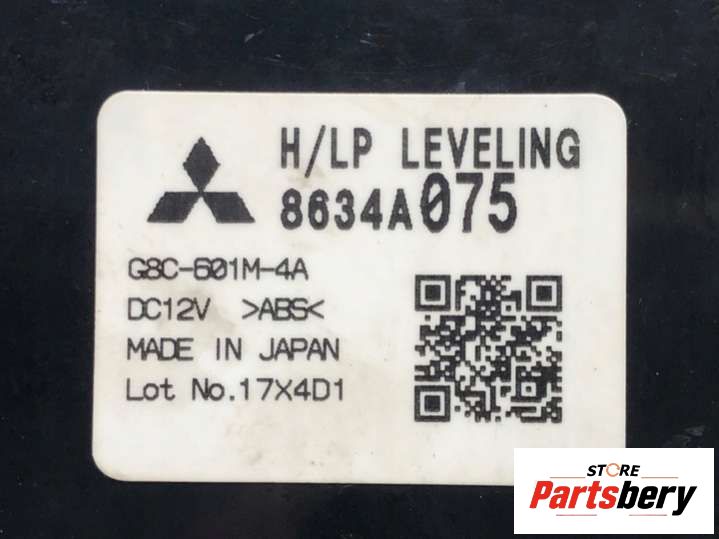 H/LP LEVELING
8634A075
G8C-601M-4A
DC12V >ABS<
MADE IN JAPAN
Lot No.17X4D1
STORE
Partsbery